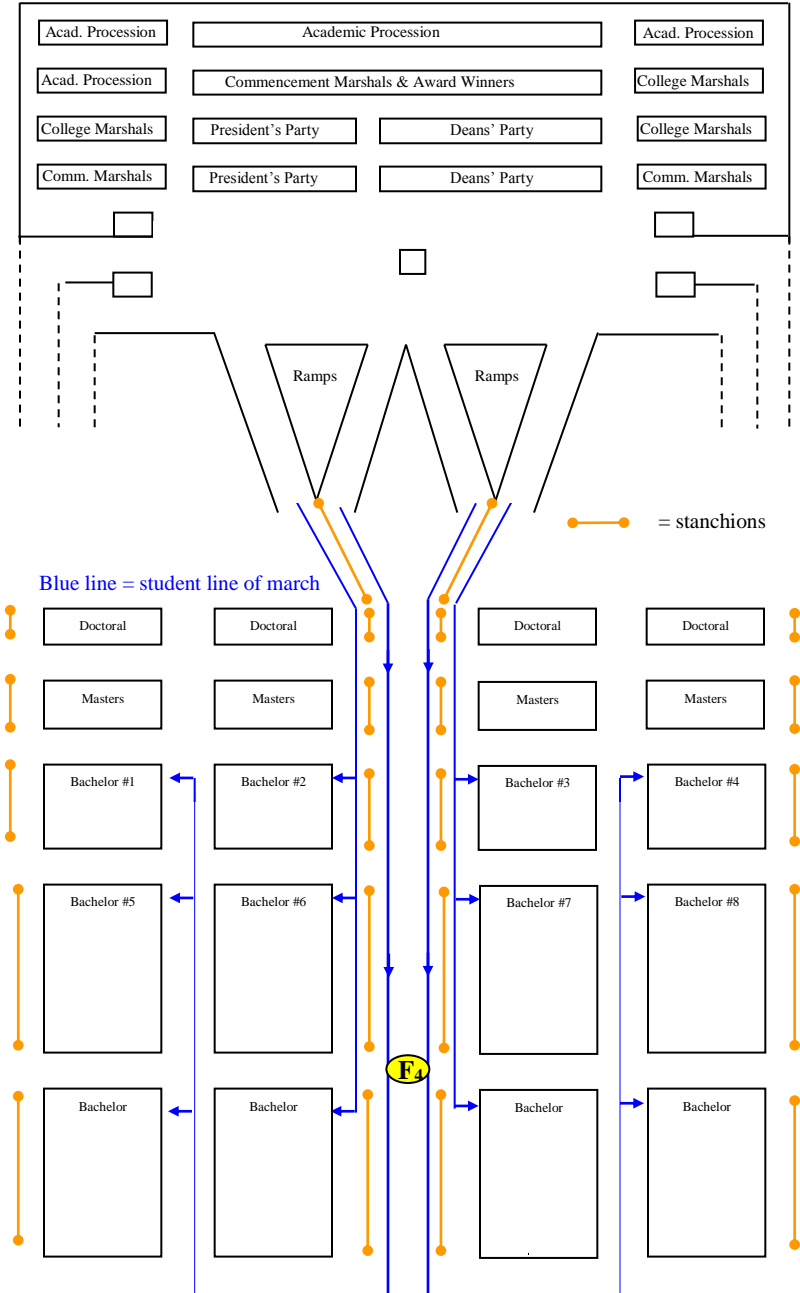 Acad. Procession Academic Procession Acad. Procession
Acad. Procession Commencement Marshals & Award Winners College Marshals
College Marshals President’s Party Deans’ Party College Marshals
Comm. Marshals President’s Party Deans’ Party Comm. Marshals
Ramps Ramps
= stanchions
Blue line = student line of march
Doctoral Doctoral Doctoral Doctoral
Masters Masters Masters Masters
Bachelor #1 Bachelor #2 Bachelor #3 Bachelor #4
Bachelor #5 Bachelor #6 Bachelor #7 Bachelor #8
F4
Bachelor Bachelor Bachelor Bachelor